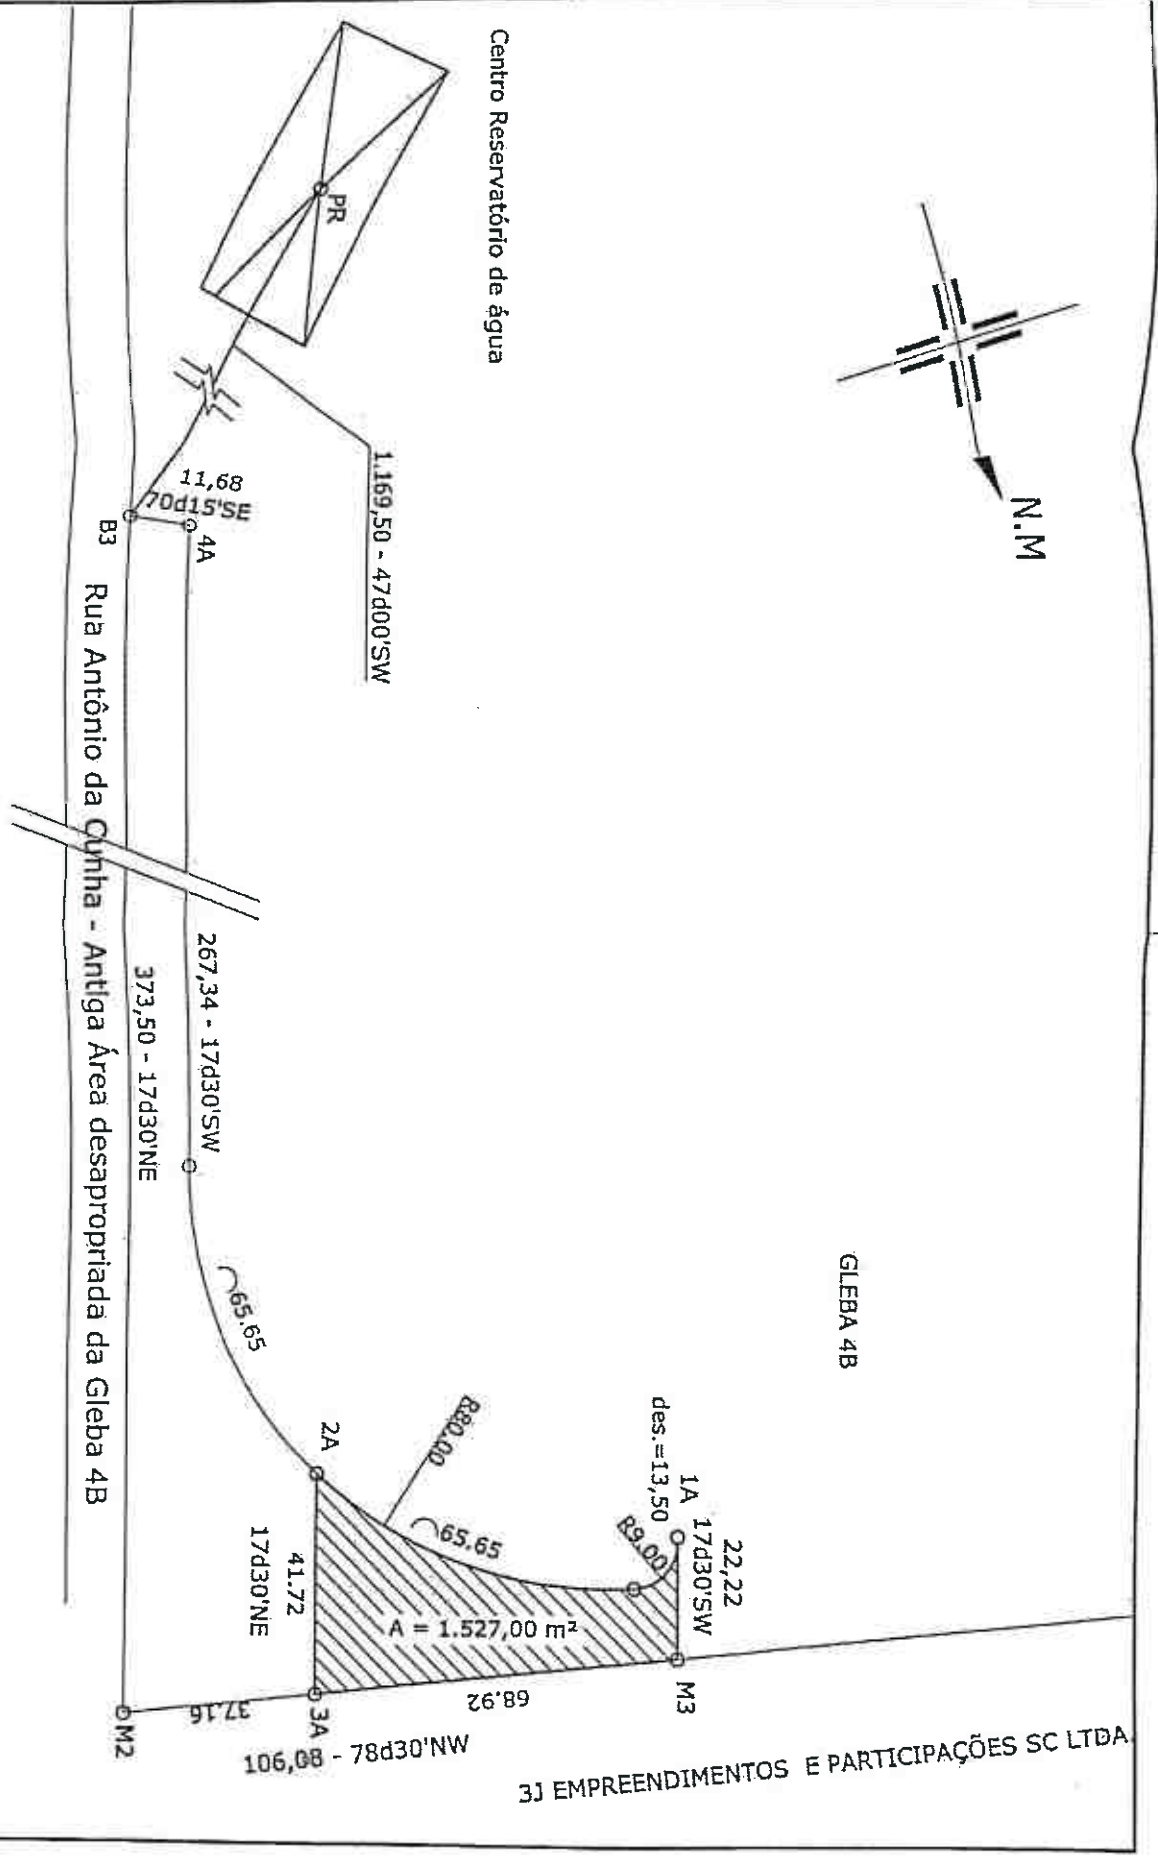 Centro Reservatório de água
PR
N.M
1.169,50 - 47d00'SW
11,68
70d15'SE
4A
B3
Rua Antônio da Cunha - Antiga Área desapropriada da Gleba 4B
267,34 - 17d30'SW
373,50 - 17d30'NE
GLEBA 4B
65.65
2A
R80.00
65.65
des.=13,50
1A
R9.00
22,22
17d30'SW
41.72
17d30'NE
A = 1.527,00 m²
M3
68.92
3A
37.16
M2
106,08 - 78d30'NW
3J EMPREENDIMENTOS E PARTICIPAÇÕES SC LTDA.